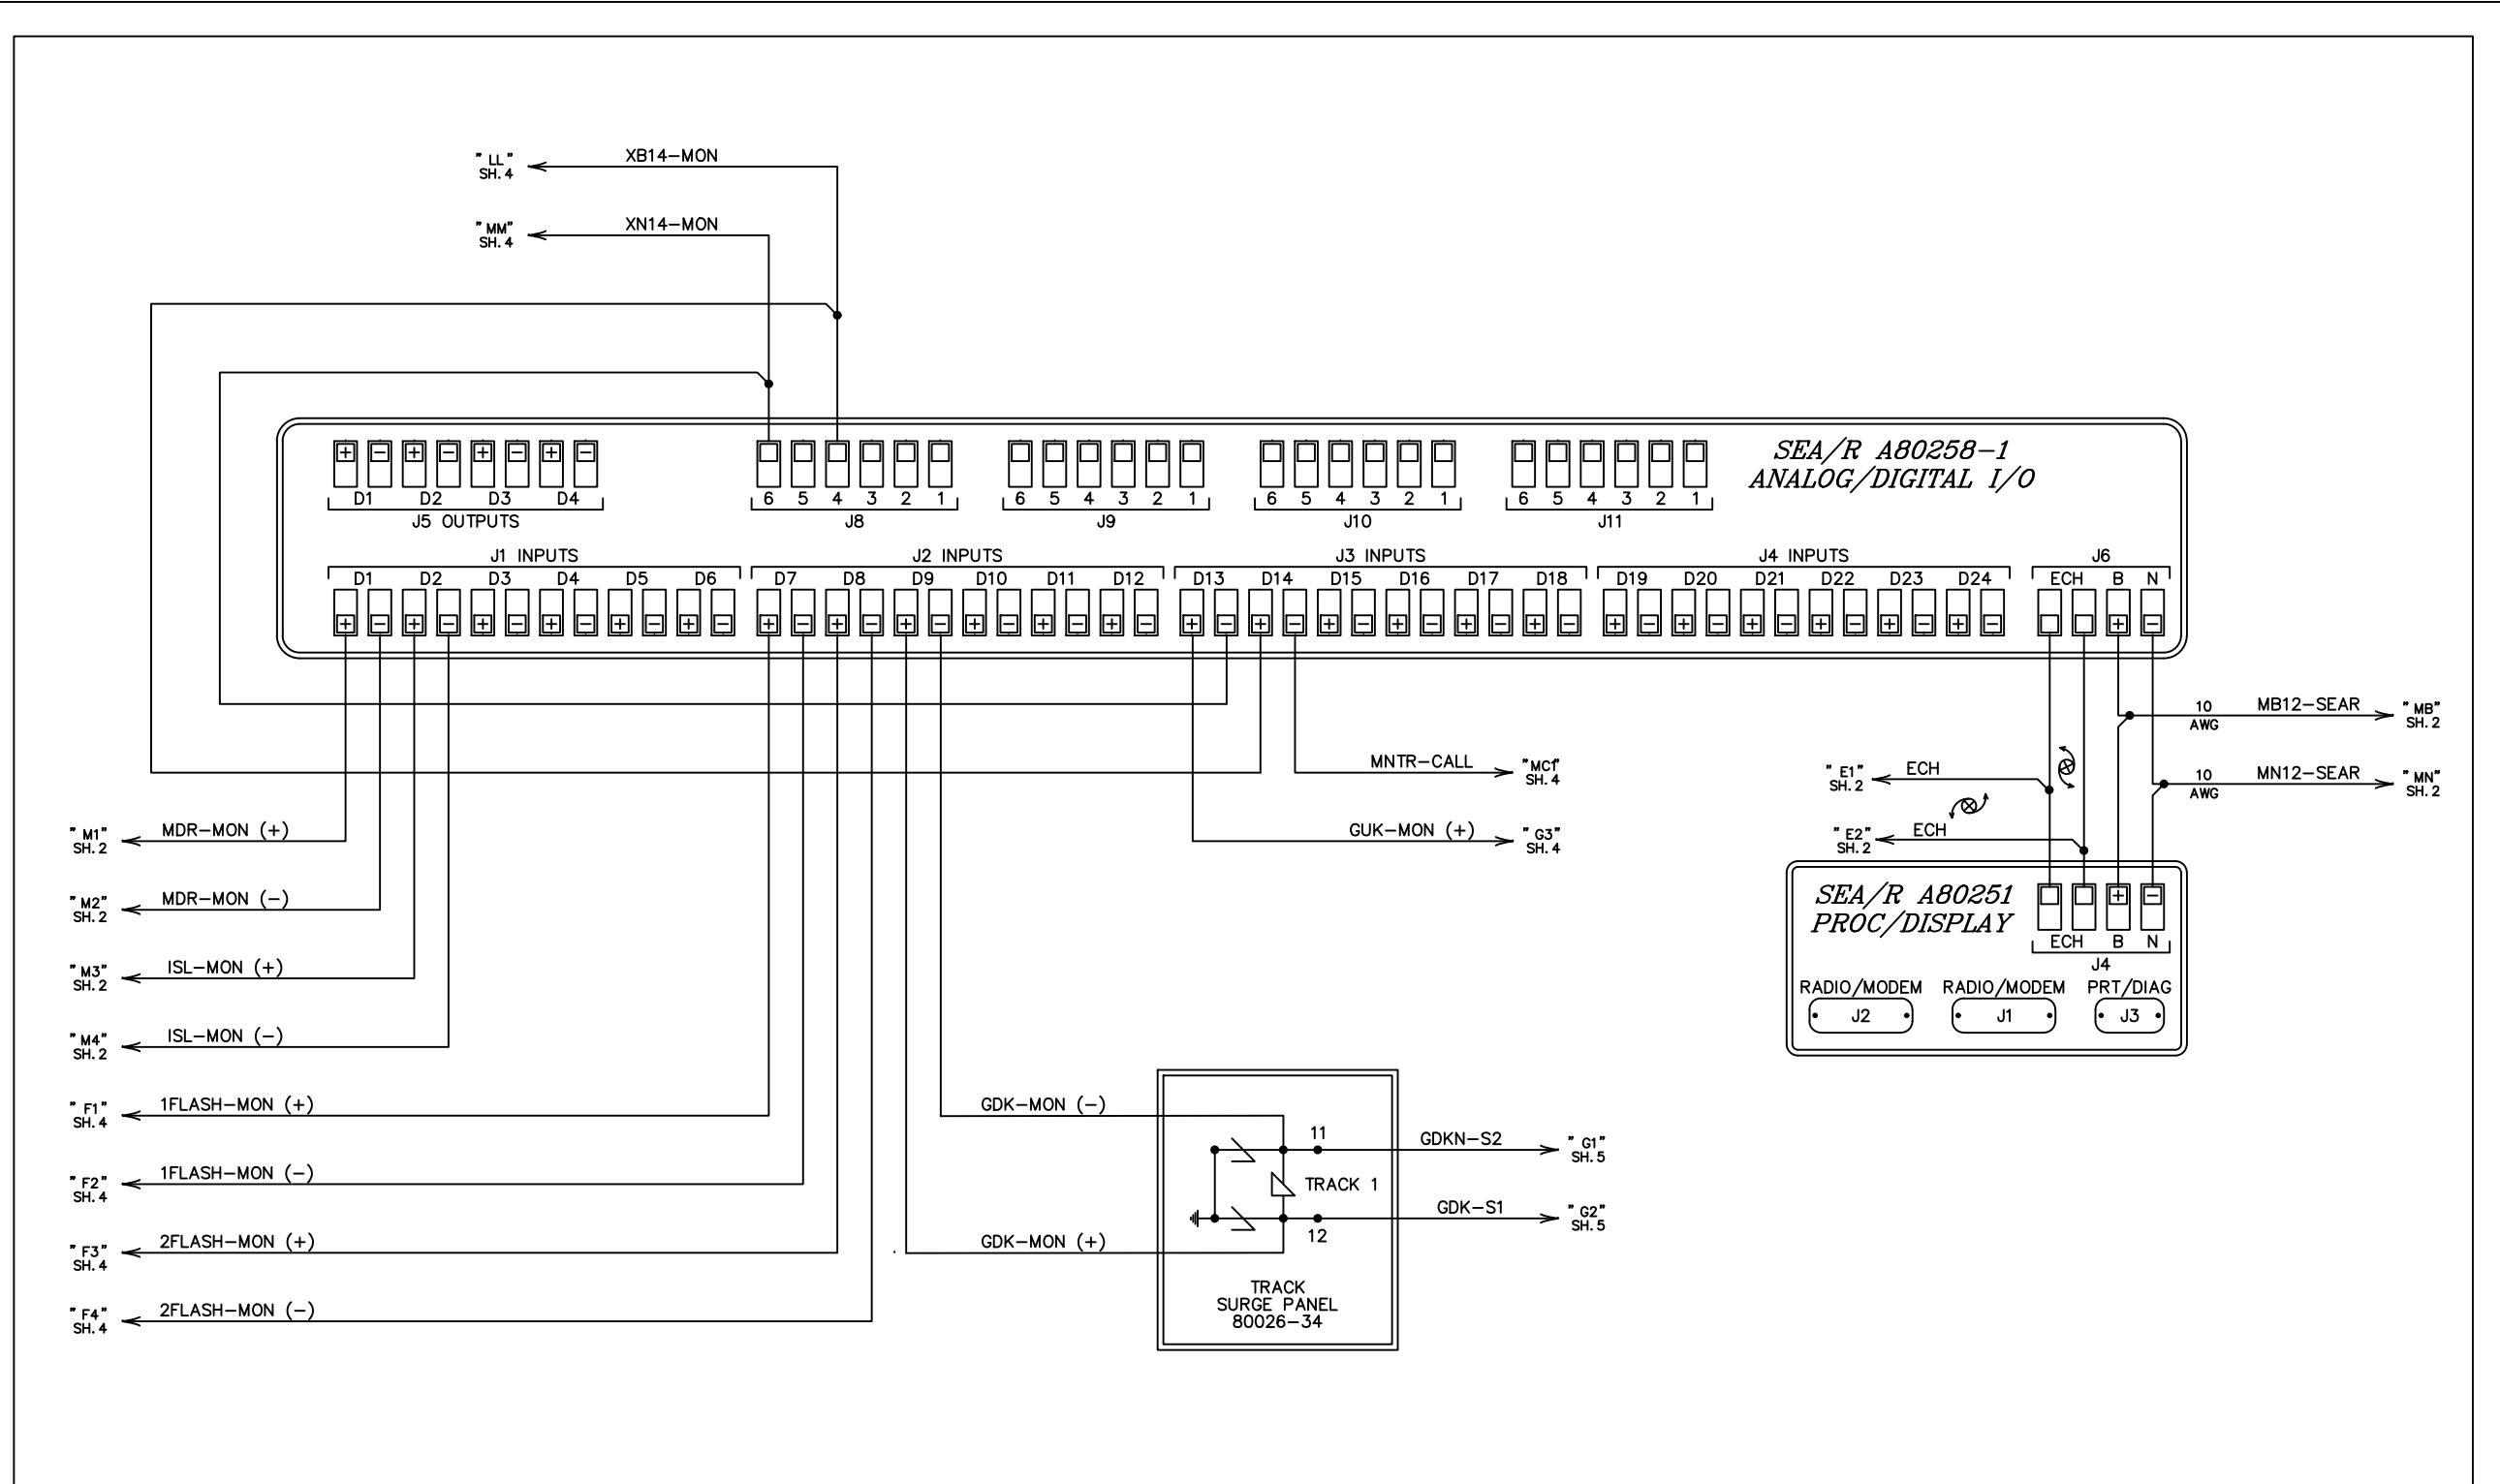 " LL"
SH. 4
XB14-MON
" MM"
SH. 4
XN14-MON
SEA/R A80258-1
ANALOG/DIGITAL I/O
+ - + - + - + -
D1 D2 D3 D4
J5 OUTPUTS
6 5 4 3 2 1
J8
6 5 4 3 2 1
J9
6 5 4 3 2 1
J10
6 5 4 3 2 1
J11
J1 INPUTS
D1 D2 D3 D4 D5 D6
+ - + - + - + - + - + -
J2 INPUTS
D7 D8 D9 D10 D11 D12
+ - + - + - + - + - + -
J3 INPUTS
D13 D14 D15 D16 D17 D18
+ - + - + - + - + - + -
J4 INPUTS
D19 D20 D21 D22 D23 D24
+ - + - + - + - + - + -
J6
ECH B N
+ -
10
AWG
MB12-SEAR
" MB"
SH. 2
10
AWG
MN12-SEAR
" MN"
SH. 2
MNTR-CALL
"MC1"
SH. 4
" E1"
SH. 2
ECH
GUK-MON (+)
" G3"
SH. 4
" E2"
SH. 2
ECH
" M1"
SH. 2
MDR-MON (+)
" M2"
SH. 2
MDR-MON (-)
" M3"
SH. 2
ISL-MON (+)
" M4"
SH. 2
ISL-MON (-)
SEA/R A80251
PROC/DISPLAY
+ -
ECH B N
J4
RADIO/MODEM
J2
RADIO/MODEM
J1
PRT/DIAG
J3
" F1"
SH. 4
1FLASH-MON (+)
" F2"
SH. 4
1FLASH-MON (-)
" F3"
SH. 4
2FLASH-MON (+)
" F4"
SH. 4
2FLASH-MON (-)
GDK-MON (-)
GDK-MON (+)
11
TRACK 1
12
GDKN-S2
" G1"
SH. 5
GDK-S1
" G2"
SH. 5
TRACK
SURGE PANEL
80026-34